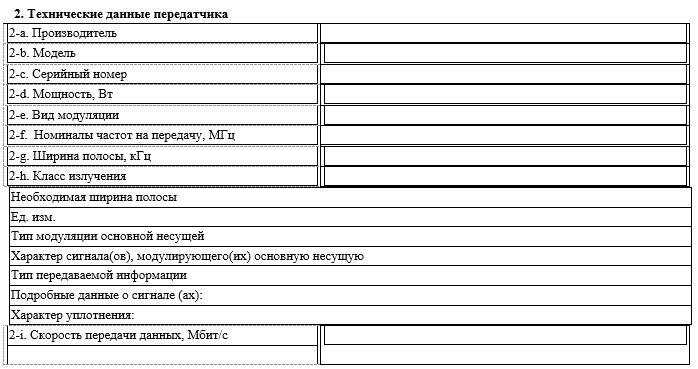 2. Технические данные передатчика
2-a. Производитель
2-b. Модель
2-c. Серийный номер
2-d. Мощность, Вт
2-e. Вид модуляции
2-f.  Номиналы частот на передачу, МГц
2-g. Ширина полосы, кГц
2-h. Класс излучения
Необходимая ширина полосы
Ед. изм.
Тип модуляции основной несущей
Характер сигнала(ов), модулирующего(их) основную несущую
Тип передаваемой информации
Подробные данные о сигнале (ах):
Характер уплотнения:
2-i. Скорость передачи данных, Мбит/с